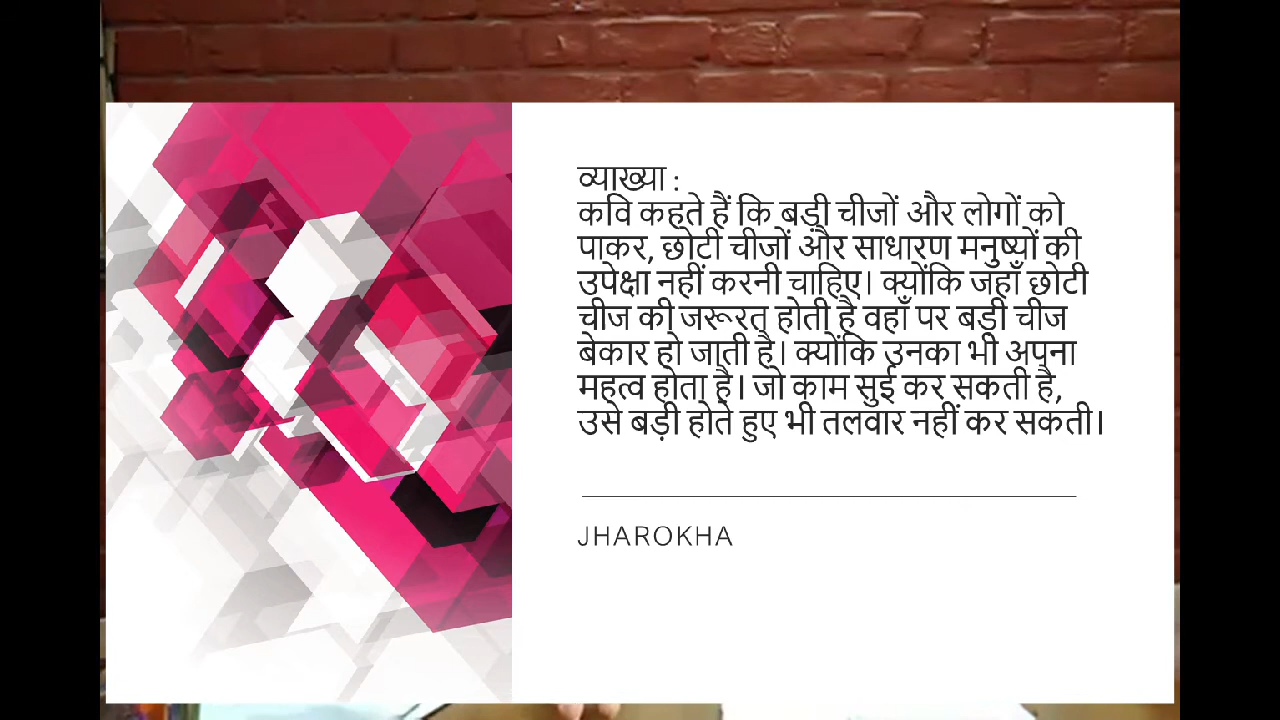 व्याख्या :
कवि कहते हैं कि बड़ी चीजों और लोगों को
पाकर, छोटी चीजों और साधारण मनुष्यों की
उपेक्षा नहीं करनी चाहिए। क्योंकि जहाँ छोटी
चीज की जरूरत होती है वहाँ पर बड़ी चीज
बेकार हो जाती है। क्योंकि उनका भी अपना
महत्व होता है। जो काम सुई कर सकती है,
उसे बड़ी होते हुए भी तलवार नहीं कर सकती।
JHAROKHA